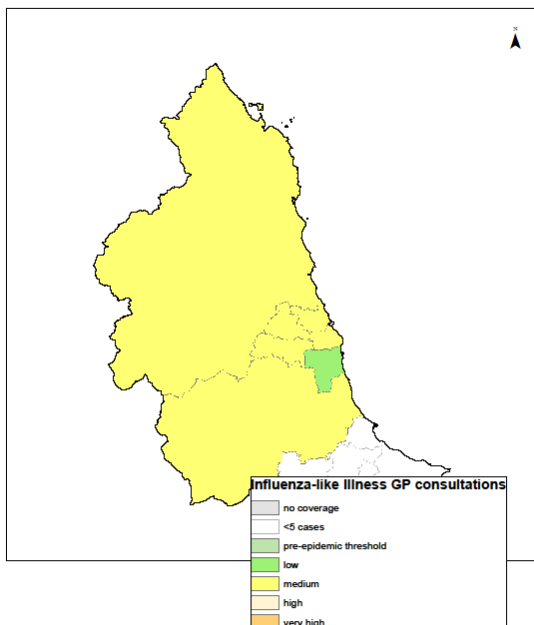 Influenza-like Illness GP consultations
no coverage
<5 cases
pre-epidemic threshold
low
medium
high
very high